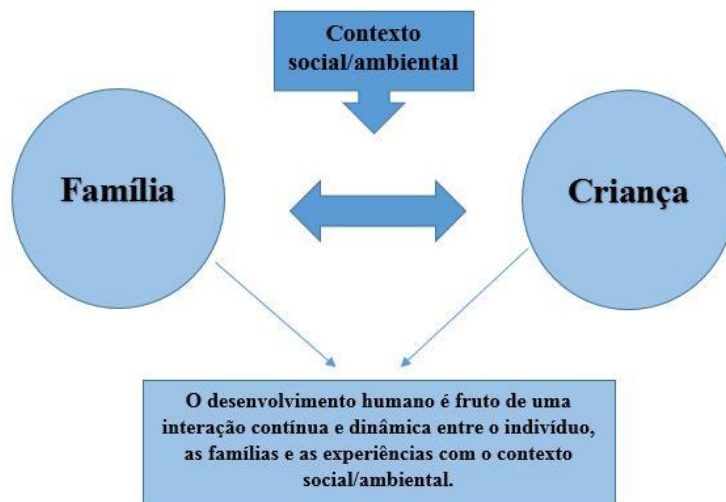 Contexto
social/ambiental
Família
Criança
O desenvolvimento humano é fruto de uma
interação contínua e dinâmica entre o indivíduo,
as famílias e as experiências com o contexto
social/ambiental.